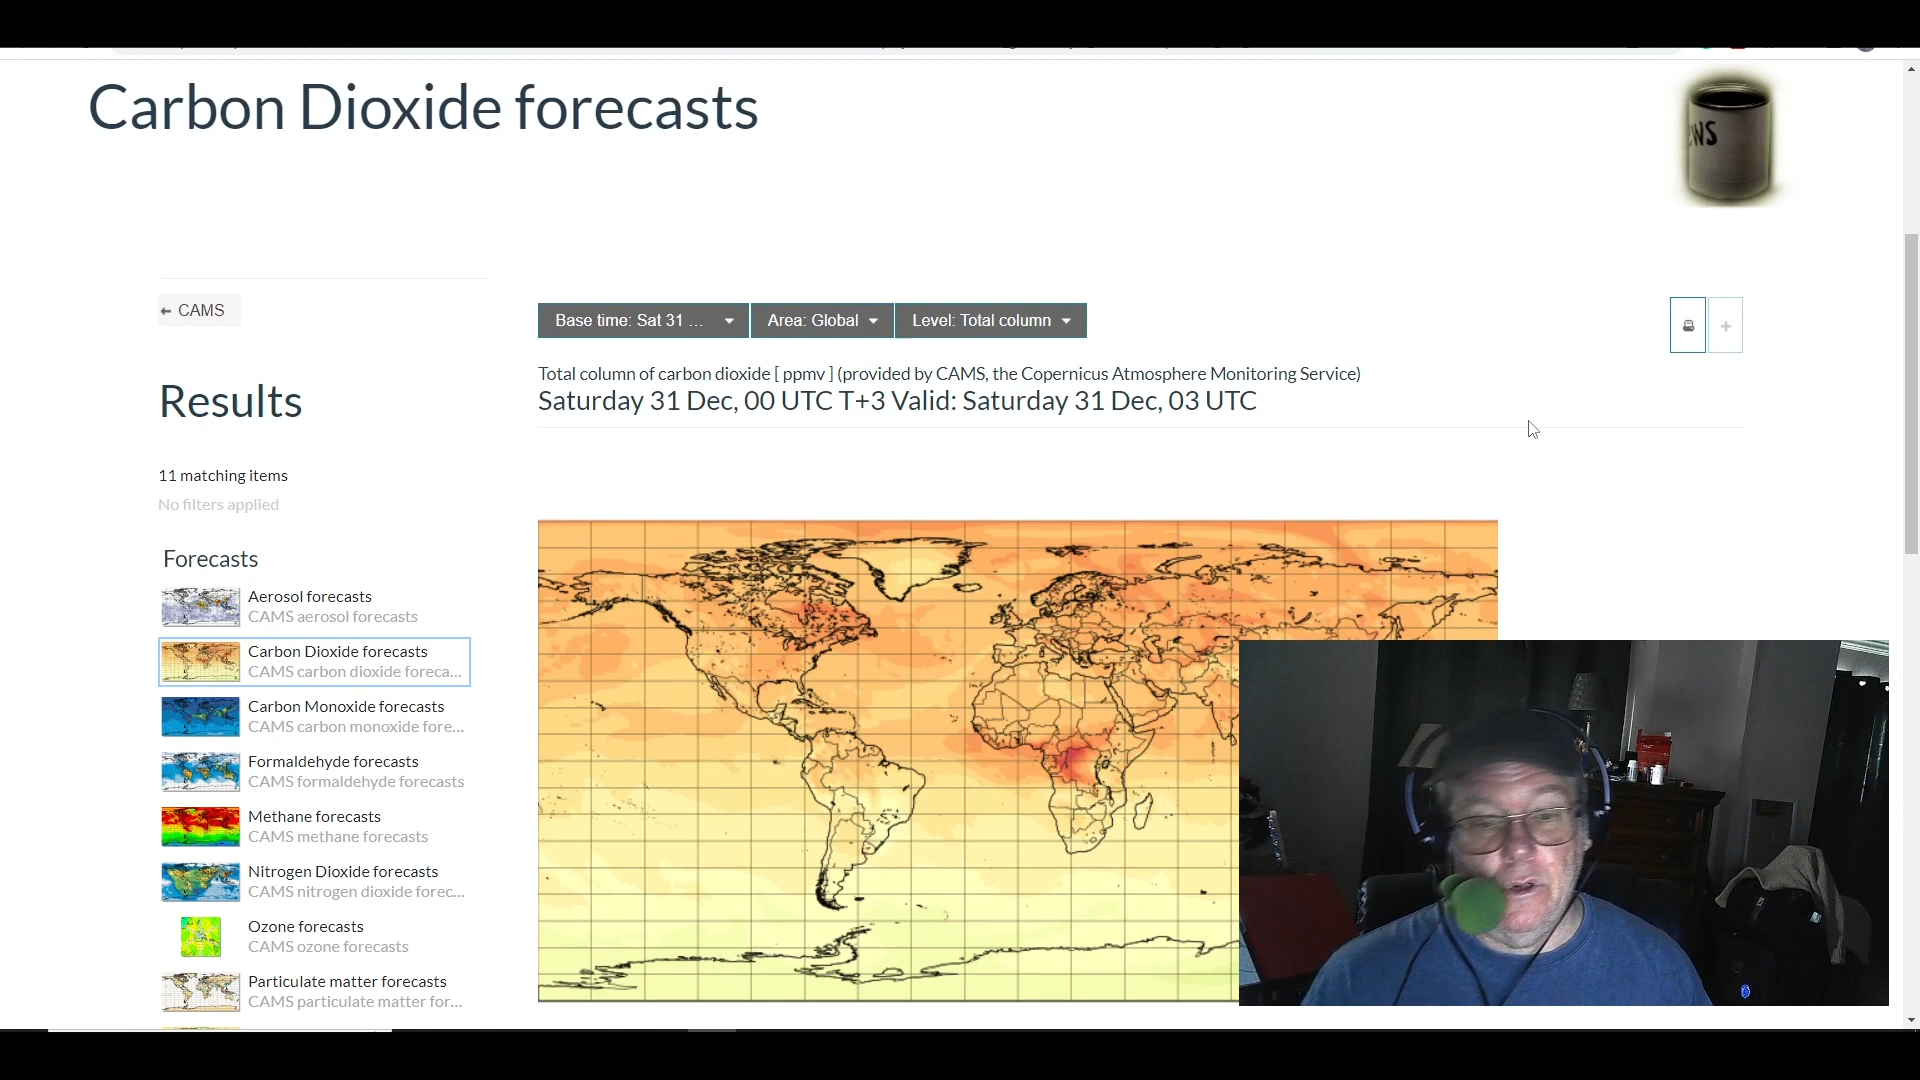 Carbon Dioxide forecasts
EWS
CAMS
Base time: Sat 31 ...
Area: Global
Level: Total column
Total column of carbon dioxide [ ppmv ] (provided by CAMS, the Copernicus Atmosphere Monitoring Service)
Saturday 31 Dec, 00 UTC T+3 Valid: Saturday 31 Dec, 03 UTC
Results
11 matching items
No filters applied
Forecasts
Aerosol forecasts
CAMS aerosol forecasts
Carbon Dioxide forecasts
CAMS carbon dioxide foreca...
Carbon Monoxide forecasts
CAMS carbon monoxide fore...
Formaldehyde forecasts
CAMS formaldehyde forecasts
Methane forecasts
CAMS methane forecasts
Nitrogen Dioxide forecasts
CAMS nitrogen dioxide forec...
Ozone forecasts
CAMS ozone forecasts
Particulate matter forecasts
CAMS particulate matter for...